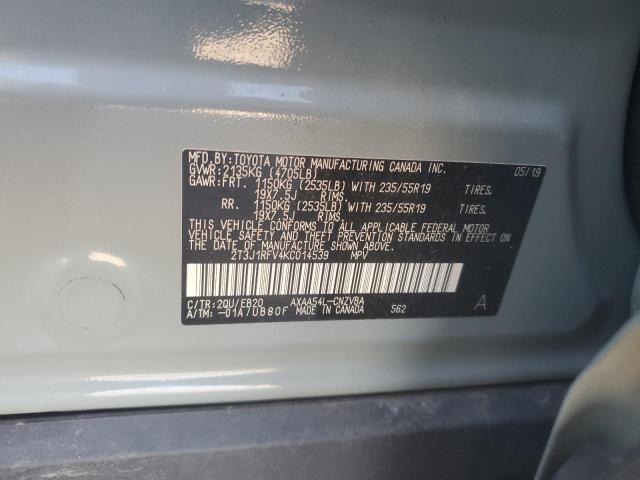 MFD.BY:TOYOTA MOTOR MANUFACTURING CANADA INC. 05/19
GVWR:2135KG (4705LB)
GAWR:FRT. 1150KG (2535LB) WITH 235/55R19 TIRES,
19X7.5J RIMS,
RR. 1150KG (2535LB) WITH 235/55R19 TIRES,
19X7.5J RIMS,
THIS VEHICLE CONFORMS TO ALL APPLICABLE FEDERAL MOTOR
VEHICLE SAFETY AND THEFT PREVENTION STANDARDS IN EFFECT ON
THE DATE OF MANUFACTURE SHOWN ABOVE.
2T3J1RFV4KC014539 MPV
C/TR:2QU/EB20 AXAA54L-CNZVBA A
A/TM:-01A/UB80F MADE IN CANADA 562